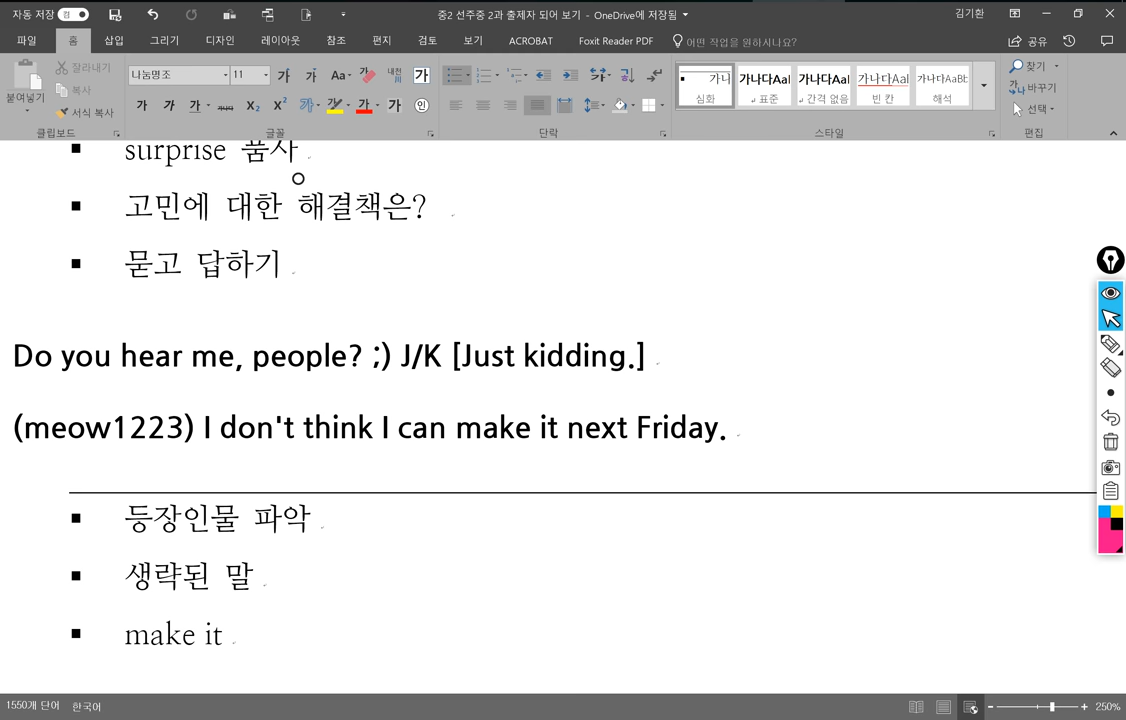 자동 저장 컴 중2 선주중 2과 출제자 되어 보기 - OneDrive에 저장됨 김기환
파일 홈 삽입 그리기 디자인 레이아웃 참조 편지 검토 보기 ACROBAT Foxit Reader PDF 어떤 작업을 원하시나요? 공유
붙여넣기 잘라내기 복사 서식 복사
나눔명조 11
가나 가나다AaI 가나다AaI 가나다AaI 가나다AaBb
심화 표준 간격 없음 빈 칸 해석
찾기 바꾸기 선택
클립보드 글꼴 단락 스타일 편집
surprise 품사
고민에 대한 해결책은?
묻고 답하기
Do you hear me, people? ;) J/K [Just kidding.]
(meow1223) I don't think I can make it next Friday.
등장인물 파악
생략된 말
make it
1550개 단어 한국어 250%